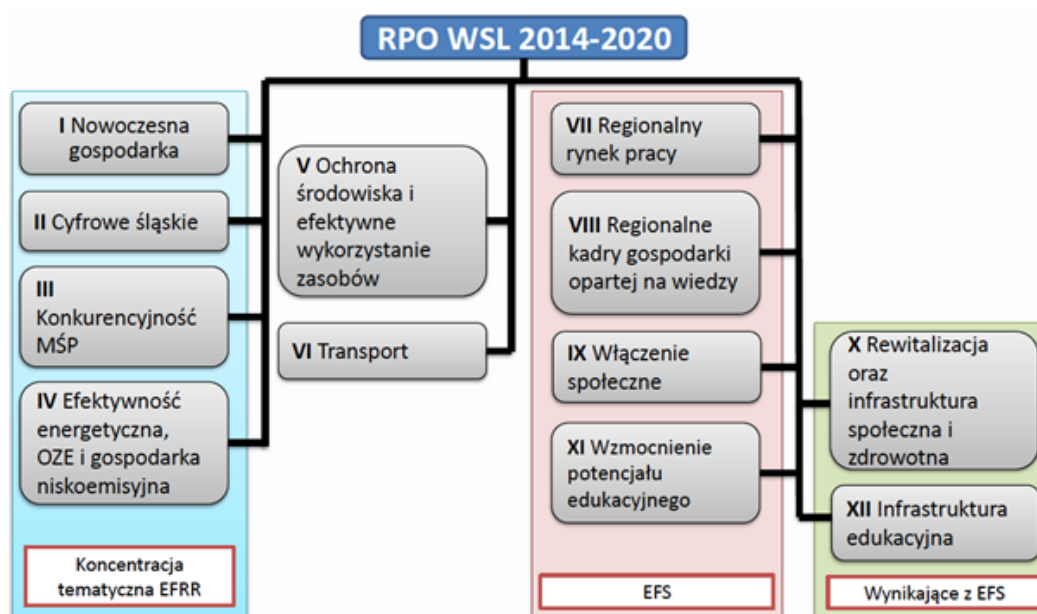 RPO WSL 2014-2020
I Nowoczesna
gospodarka
II Cyfrowe śląskie
III
Konkurencyjność
MŚP
IV Efektywność
energetyczna,
OZE i gospodarka
niskoemisyjna
Koncentracja
tematyczna EFRR
V Ochrona
środowiska i
efektywne
wykorzystanie
zasobów
VI Transport
VII Regionalny
rynek pracy
VIII Regionalne
kadry gospodarki
opartej na wiedzy
IX Włączenie
społeczne
XI Wzmocnienie
potencjału
edukacyjnego
EFS
X Rewitalizacja
oraz
infrastruktura
społeczna i
zdrowotna
XII Infrastruktura
edukacyjna
Wynikające z EFS